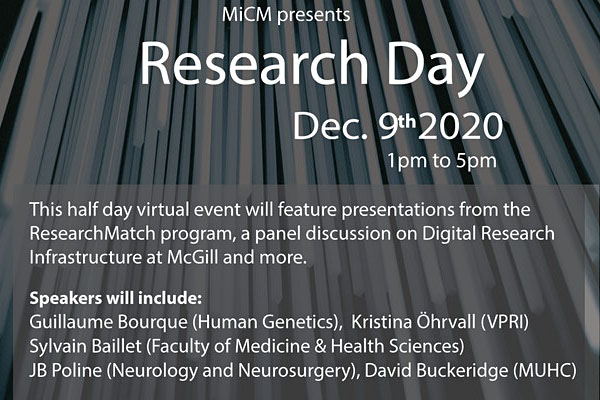 MiCM presents
Research Day
Dec. 9th 2020
1pm to 5pm
This half day virtual event will feature presentations from the
ResearchMatch program, a panel discussion on Digital Research
Infrastructure at McGill and more.
Speakers will include:
Guillaume Bourque (Human Genetics), Kristina Öhrvall (VPRI)
Sylvain Baillet (Faculty of Medicine & Health Sciences)
JB Poline (Neurology and Neurosurgery), David Buckeridge (MUHC)